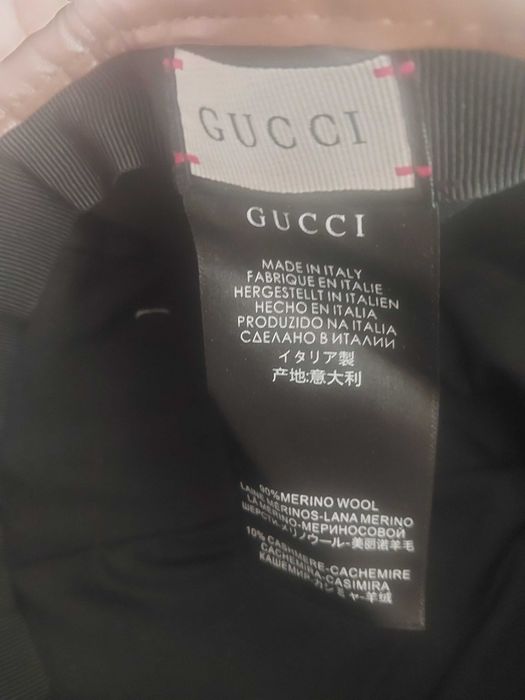 GUCCI
GUCCI
MADE IN ITALY
FABRIQUE EN ITALIE
HERGESTELLT IN ITALIEN
HECHO EN ITALIA
PRODUZIDO NA ITALIA
СДЕЛАНО В ИТАЛИИ
イタリア製
产地:意大利
90%MERINO WOOL
LAINE MERINOS-LANA MERINO
LA MERINO-МЕРИНОСОВОЙ
ШЕРСТИ-メリノウール-美丽诺羊毛
10% CASHMERE-CACHEMIRE
CACHEMIRA-CASIMIRA
КАШЕМИР-カシミヤ-羊绒